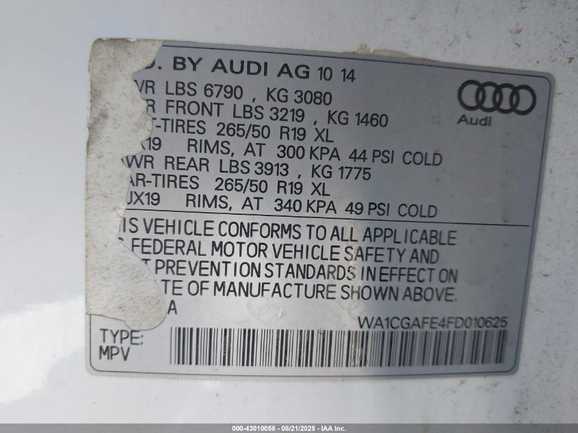 D. BY AUDI AG 10 14
WR LBS 6790 , KG 3080
R FRONT LBS 3219 , KG 1460
T-TIRES 265/50 R19 XL
X19 RIMS, AT 300 KPA 44 PSI COLD
WR REAR LBS 3913 , KG 1775
AR-TIRES 265/50 R19 XL
JX19 RIMS, AT 340 KPA 49 PSI COLD
IS VEHICLE CONFORMS TO ALL APPLICABLE
FEDERAL MOTOR VEHICLE SAFETY AND
T PREVENTION STANDARDS IN EFFECT ON
TE OF MANUFACTURE SHOWN ABOVE.
A
Audi
WA1CGAFE4FD010625
TYPE:
MPV
000-43010056 - 08/21/2025 - IAA Inc.